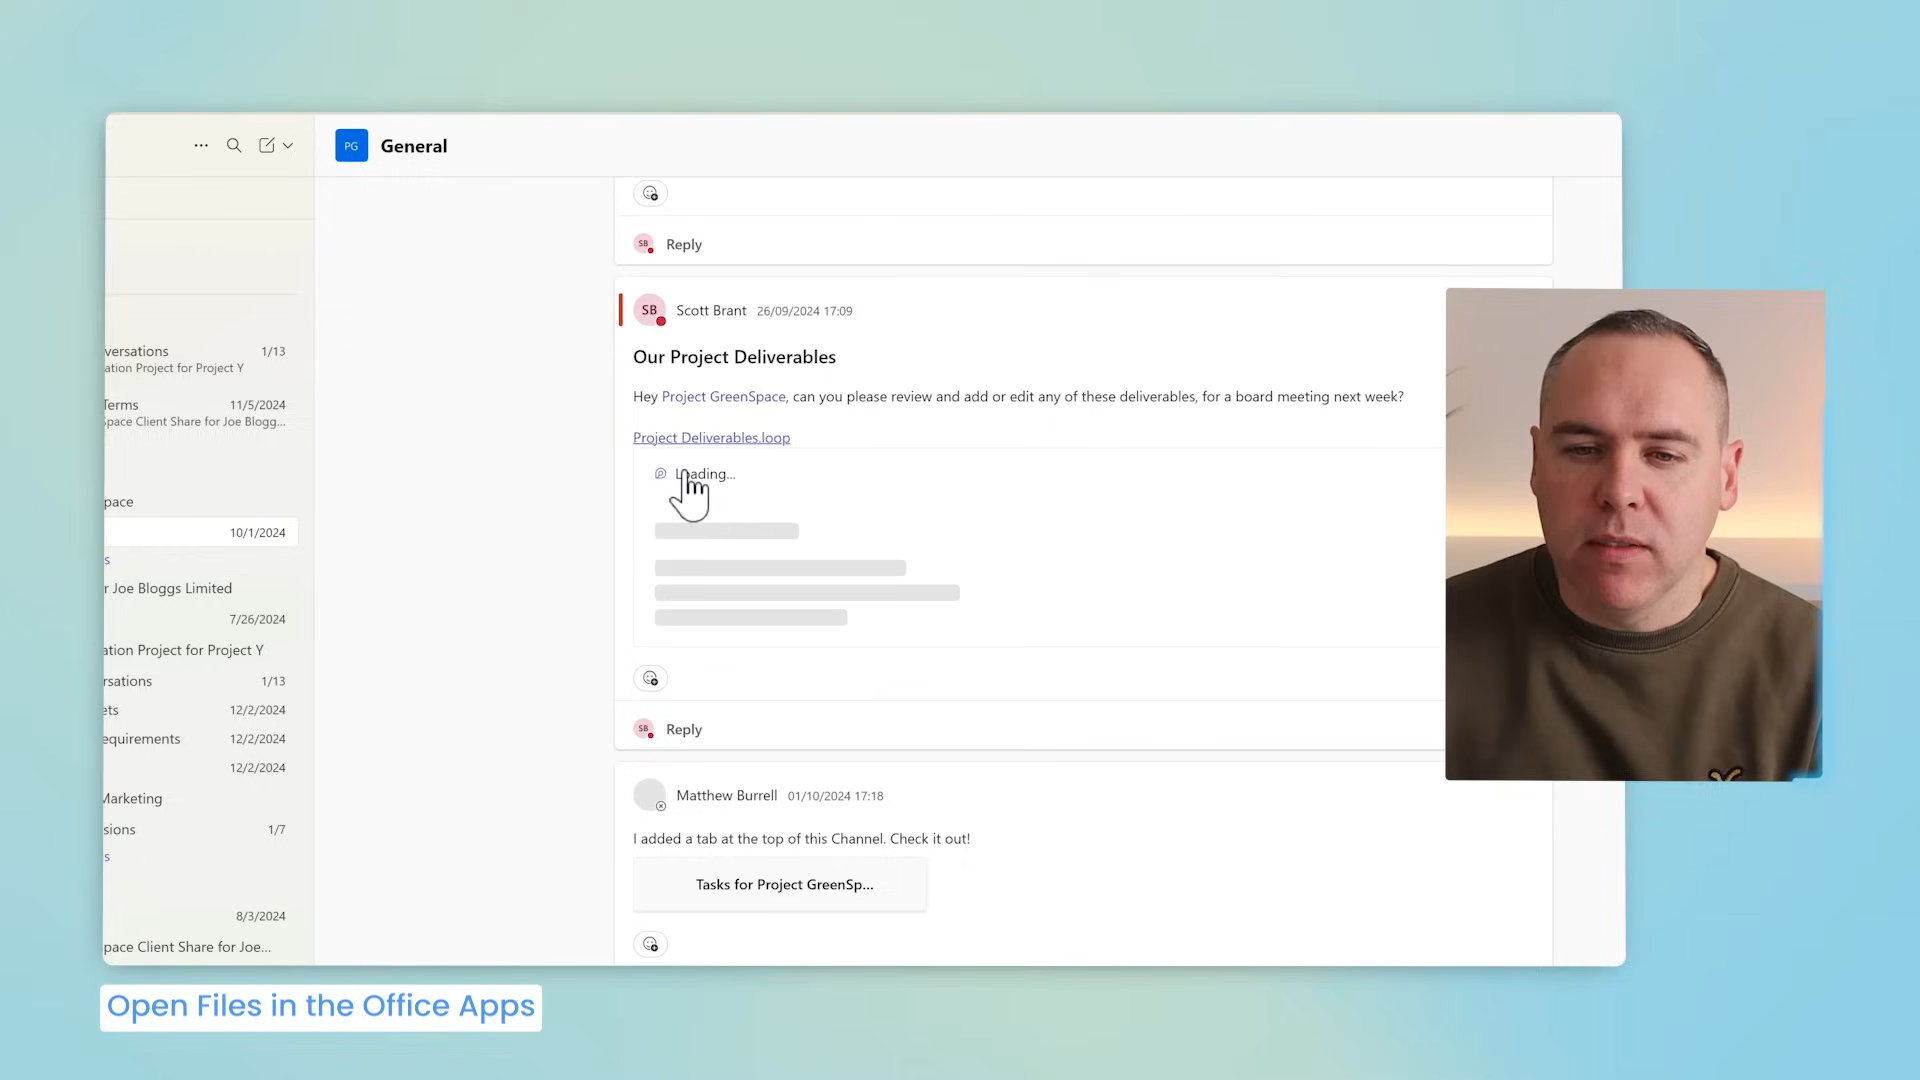 PG General
SB Reply
SB Scott Brant 26/09/2024 17:09
Our Project Deliverables
Hey Project GreenSpace, can you please review and add or edit any of these deliverables, for a board meeting next week?
Project Deliverables.loop
Loading...
SB Reply
Matthew Burrell 01/10/2024 17:18
I added a tab at the top of this Channel. Check it out!
Tasks for Project GreenSp...
versations 1/13
ation Project for Project Y
Terms 11/5/2024
pace Client Share for Joe Blogg...
pace
10/1/2024
s
r Joe Bloggs Limited
7/26/2024
ation Project for Project Y
rsations 1/13
ets 12/2/2024
equirements 12/2/2024
12/2/2024
Marketing
sions 1/7
s
8/3/2024
pace Client Share for Joe...
Open Files in the Office Apps